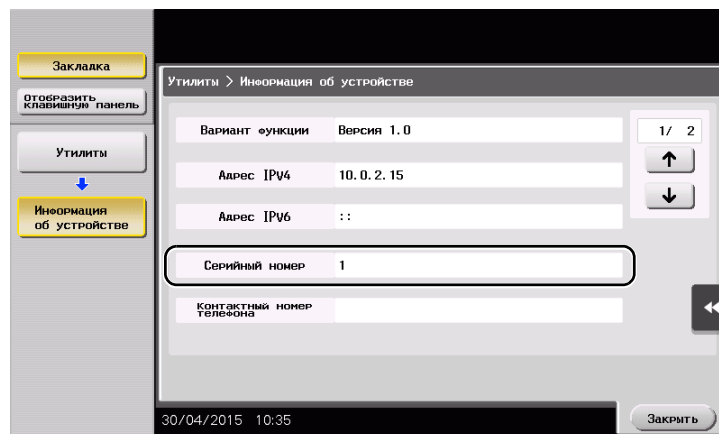 Закладка
Отобразить
клавишную панель
Утилиты
Информация
об устройстве
Утилиты > Информация об устройстве
Вариант функции Версия 1.0
1/ 2
Адрес IPv4 10.0.2.15
Адрес IPv6 ::
Серийный номер 1
Контактный номер
телефона
30/04/2015 10:35
Закрыть